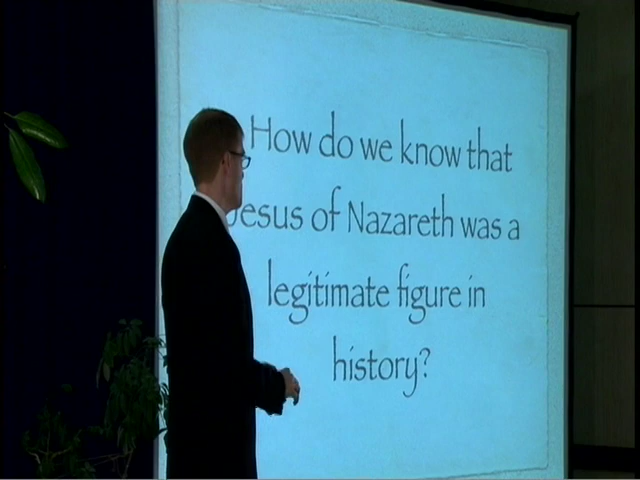 How do we know that
Jesus of Nazareth was a
legitimate figure in
history?